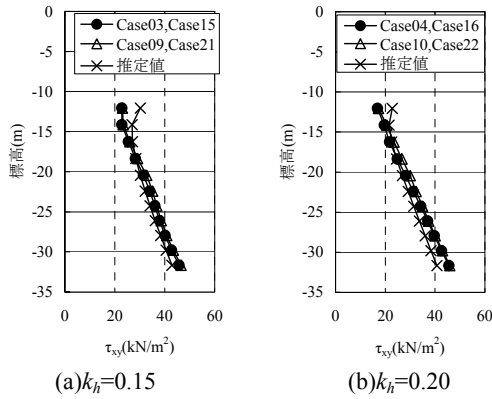 Case03,Case15
Case09,Case21
推定値
0
-5
-10
-15
-20
-25
-30
-35
標高(m)
0 20 40 60
τxy(kN/m²)
(a)kh=0.15
Case04,Case16
Case10,Case22
推定値
0
-5
-10
-15
-20
-25
-30
-35
標高(m)
0 20 40 60
τxy(kN/m²)
(b)kh=0.20